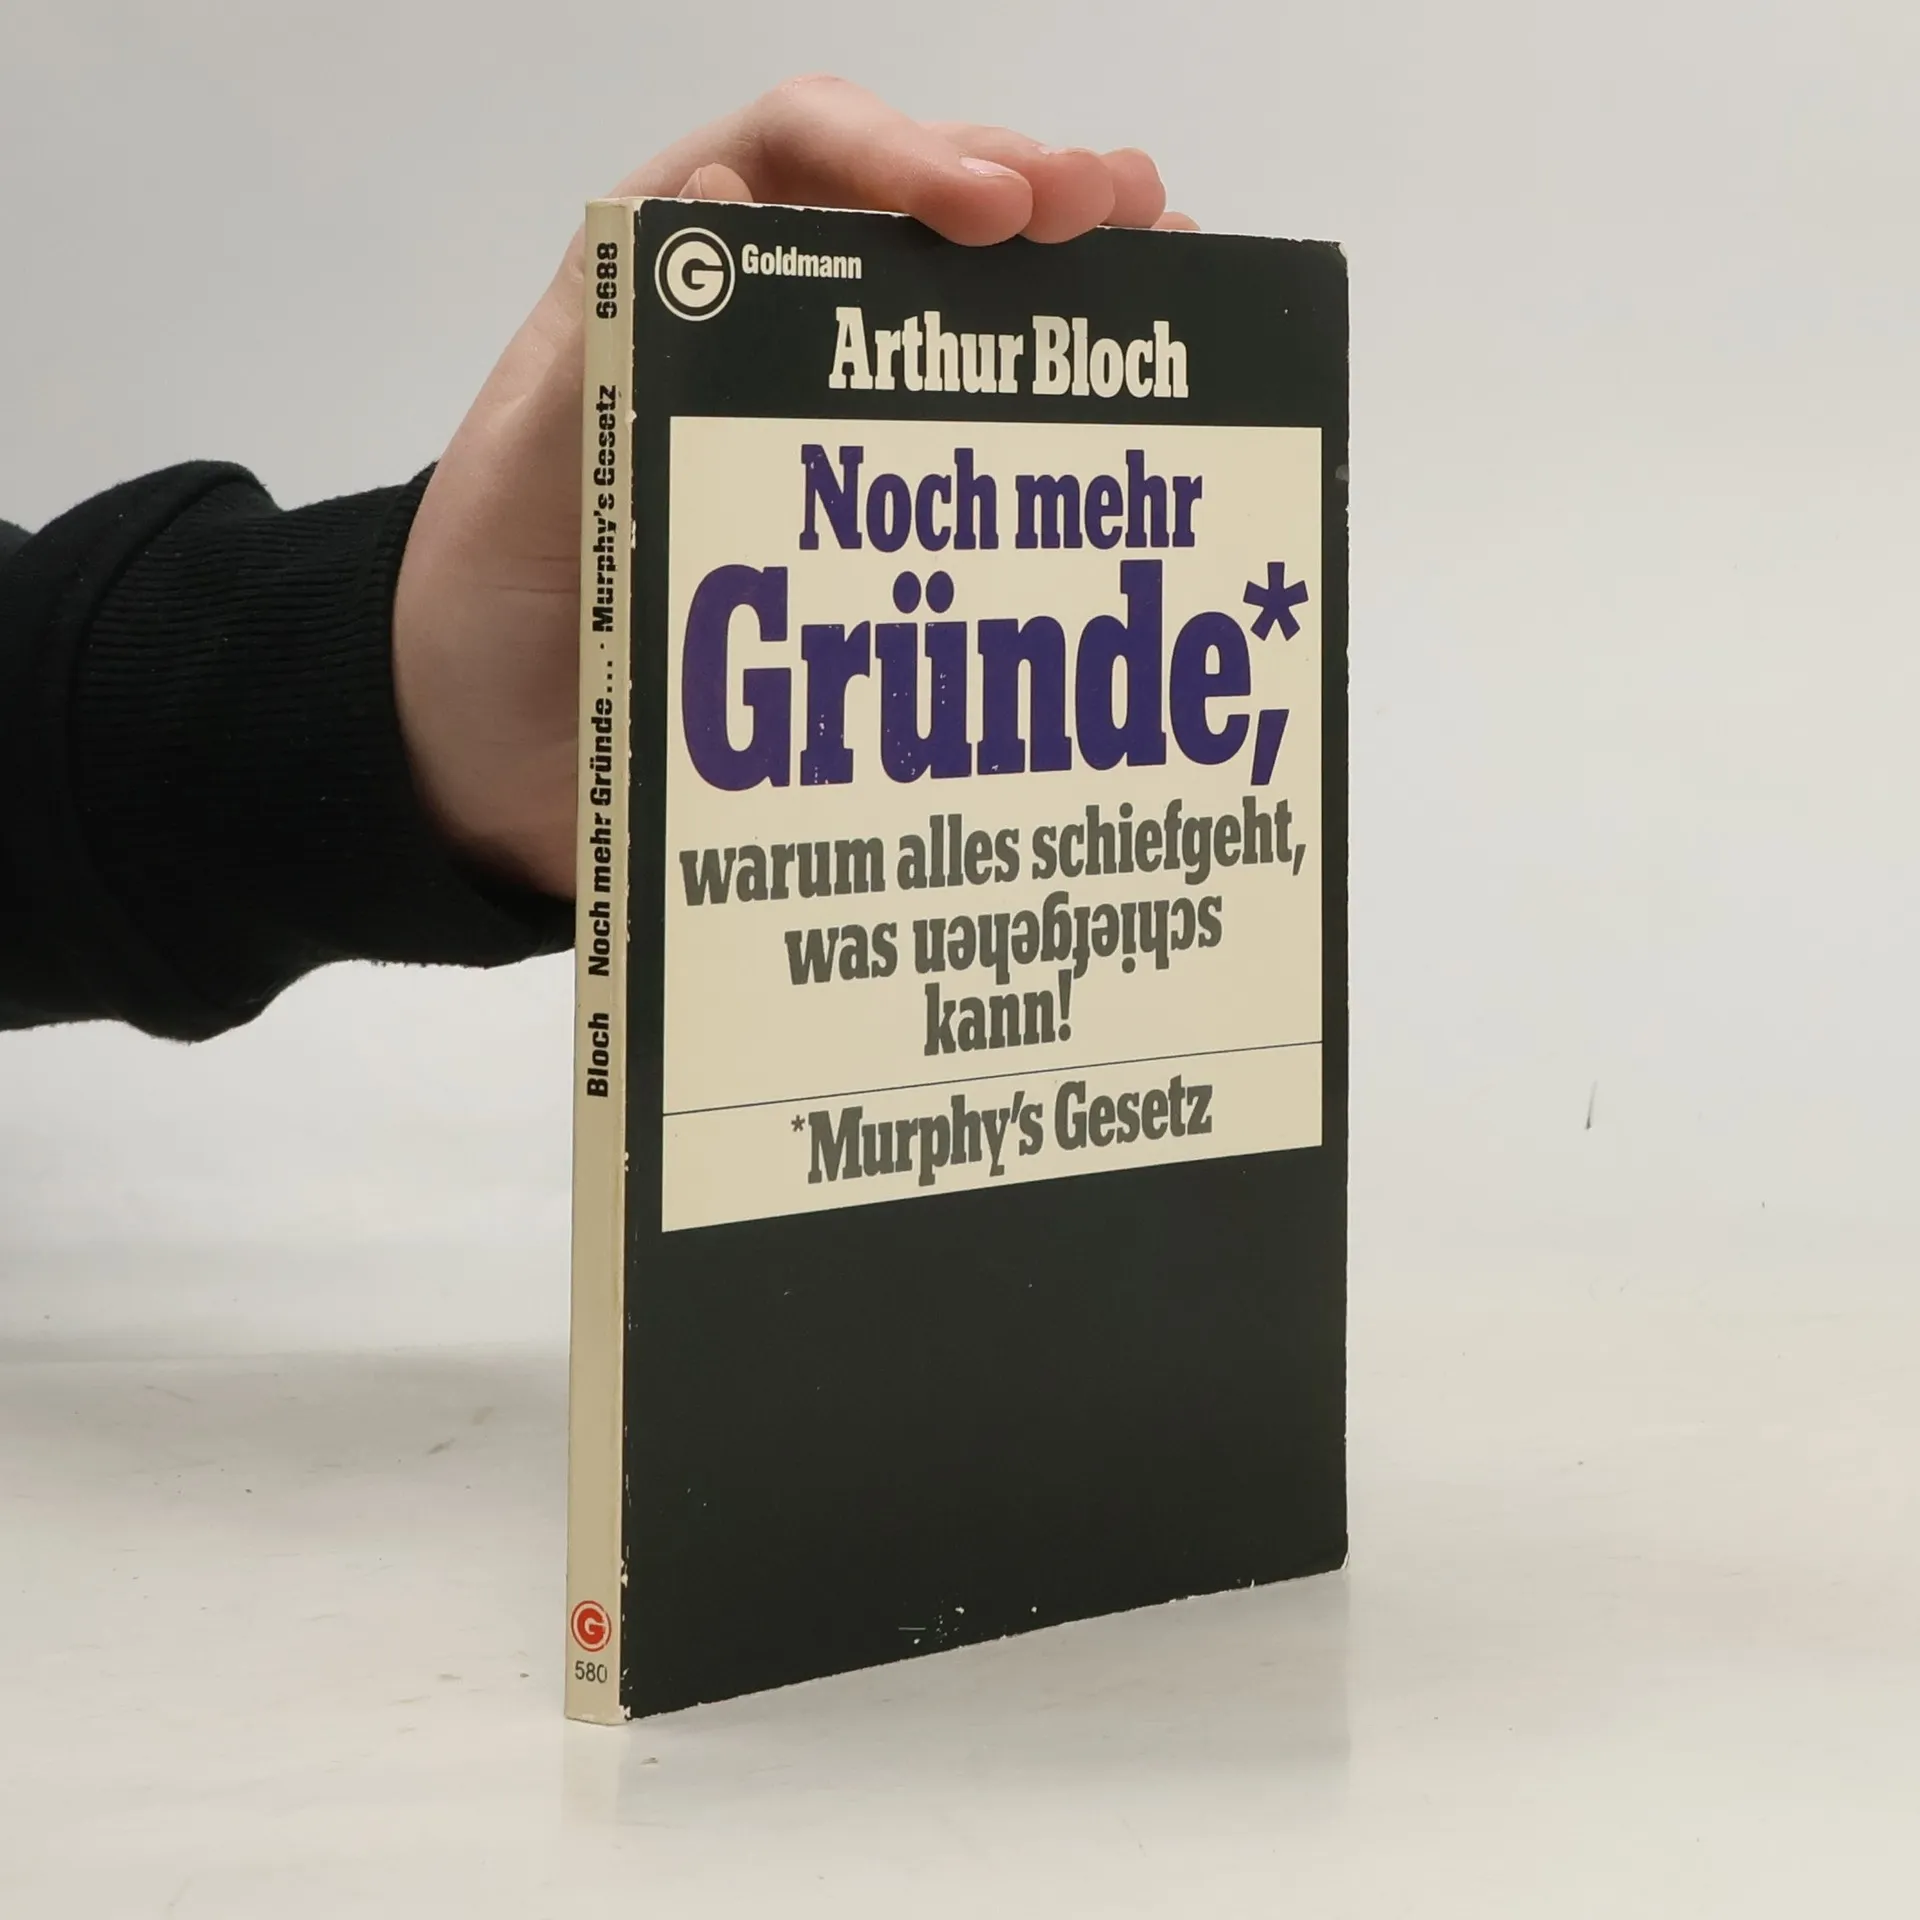 Goldmann
Arthur Bloch
Noch mehr
Gründe,*
warum alles schiefgeht,
was schiefgehen
kann!
*Murphy's Gesetz
Bloch Noch mehr Gründe... · Murphy's Gesetz 6688
G
580